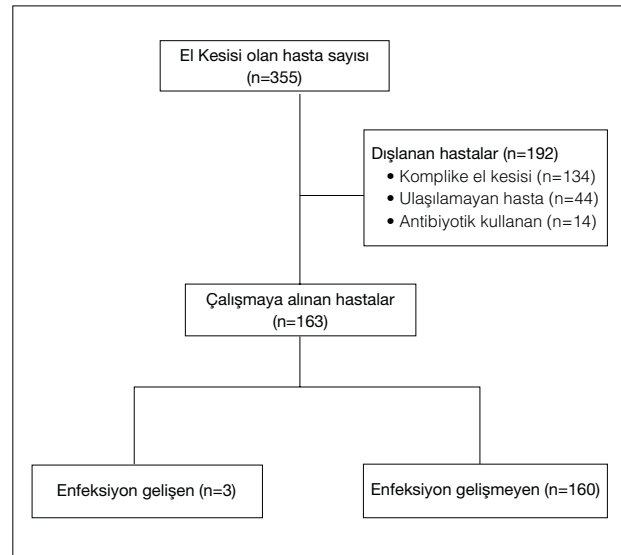 El Kesisi olan hasta sayısı
(n=355)
Dışlanan hastalar (n=192)
• Komplike el kesisi (n=134)
• Ulaşılamayan hasta (n=44)
• Antibiyotik kullanan (n=14)
Çalışmaya alınan hastalar
(n=163)
Enfeksiyon gelişen (n=3)
Enfeksiyon gelişmeyen (n=160)